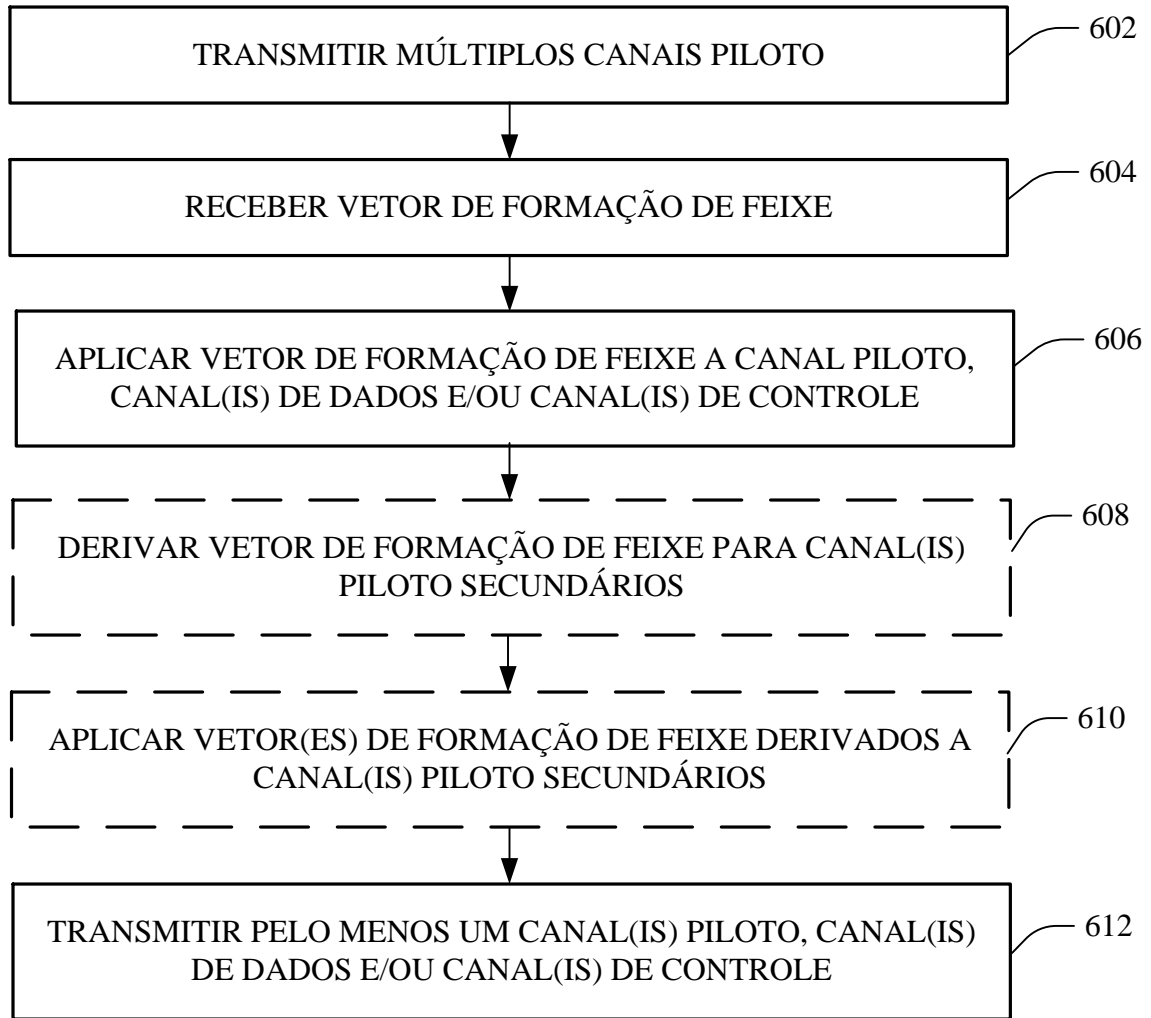 TRANSMITIR MÚLTIPLOS CANAIS PILOTO
602
RECEBER VETOR DE FORMAÇÃO DE FEIXE
604
APLICAR VETOR DE FORMAÇÃO DE FEIXE A CANAL PILOTO,
CANAL(IS) DE DADOS E/OU CANAL(IS) DE CONTROLE
606
DERIVAR VETOR DE FORMAÇÃO DE FEIXE PARA CANAL(IS)
PILOTO SECUNDÁRIOS
608
APLICAR VETOR(ES) DE FORMAÇÃO DE FEIXE DERIVADOS A
CANAL(IS) PILOTO SECUNDÁRIOS
610
TRANSMITIR PELO MENOS UM CANAL(IS) PILOTO, CANAL(IS)
DE DADOS E/OU CANAL(IS) DE CONTROLE
612